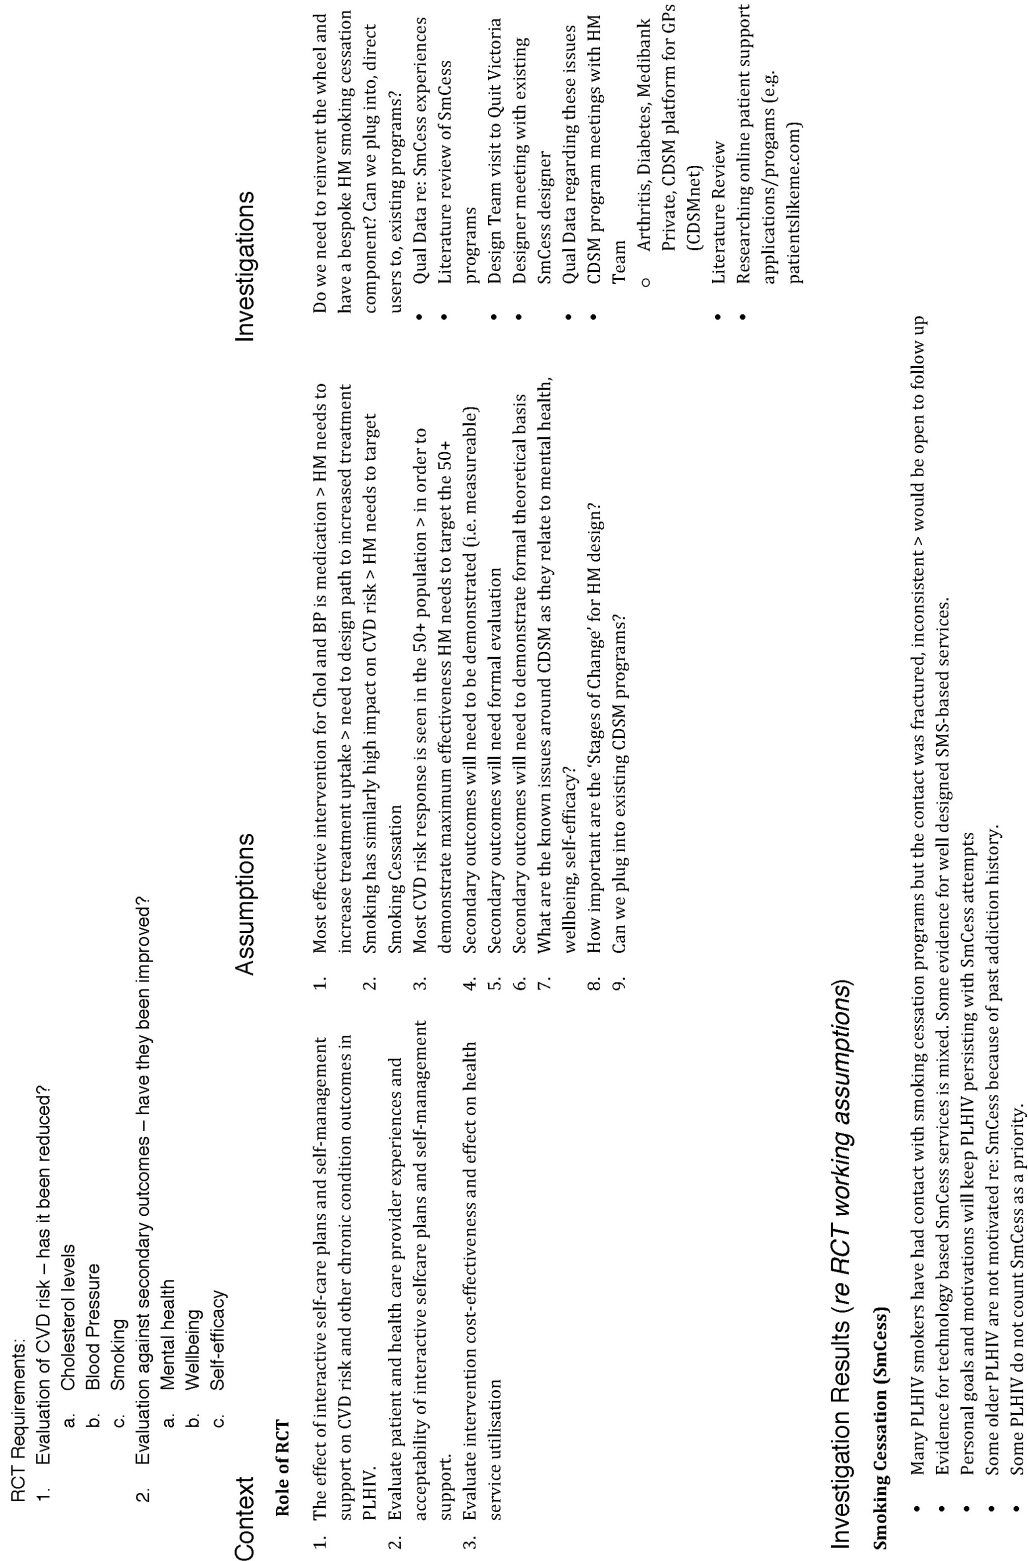 RCT Requirements:
1. Evaluation of CVD risk – has it been reduced?
a. Cholesterol levels
b. Blood Pressure
c. Smoking
2. Evaluation against secondary outcomes – have they been improved?
a. Mental health
b. Wellbeing
c. Self-efficacy
Context
Role of RCT
1. The effect of interactive self-care plans and self-management
support on CVD risk and other chronic condition outcomes in
PLHIV.
2. Evaluate patient and health care provider experiences and
acceptability of interactive selfcare plans and self-management
support.
3. Evaluate intervention cost-effectiveness and effect on health
service utilisation
Assumptions
1. Most effective intervention for Chol and BP is medication > HM needs to
increase treatment uptake > need to design path to increased treatment
2. Smoking has similarly high impact on CVD risk > HM needs to target
Smoking Cessation
3. Most CVD risk response is seen in the 50+ population > in order to
demonstrate maximum effectiveness HM needs to target the 50+
4. Secondary outcomes will need to be demonstrated (i.e. measureable)
5. Secondary outcomes will need formal evaluation
6. Secondary outcomes will need to demonstrate formal theoretical basis
7. What are the known issues around CDSM as they relate to mental health,
wellbeing, self-efficacy?
8. How important are the ‘Stages of Change’ for HM design?
9. Can we plug into existing CDSM programs?
Investigations
Do we need to reinvent the wheel and
have a bespoke HM smoking cessation
component? Can we plug into, direct
users to, existing programs?
• Qual Data re: SmCess experiences
• Literature review of SmCess
programs
• Design Team visit to Quit Victoria
• Designer meeting with existing
SmCess designer
• Qual Data regarding these issues
• CDSM program meetings with HM
Team
o Arthritis, Diabetes, Medibank
Private, CDSM platform for GPs
(CDSMnet)
• Literature Review
• Researching online patient support
applications/progams (e.g.
patientslikeme.com)
Investigation Results (re RCT working assumptions)
Smoking Cessation (SmCess)
• Many PLHIV smokers have had contact with smoking cessation programs but the contact was fractured, inconsistent > would be open to follow up
• Evidence for technology based SmCess services is mixed. Some evidence for well designed SMS-based services.
• Personal goals and motivations will keep PLHIV persisting with SmCess attempts
• Some older PLHIV are not motivated re: SmCess because of past addiction history.
• Some PLHIV do not count SmCess as a priority.